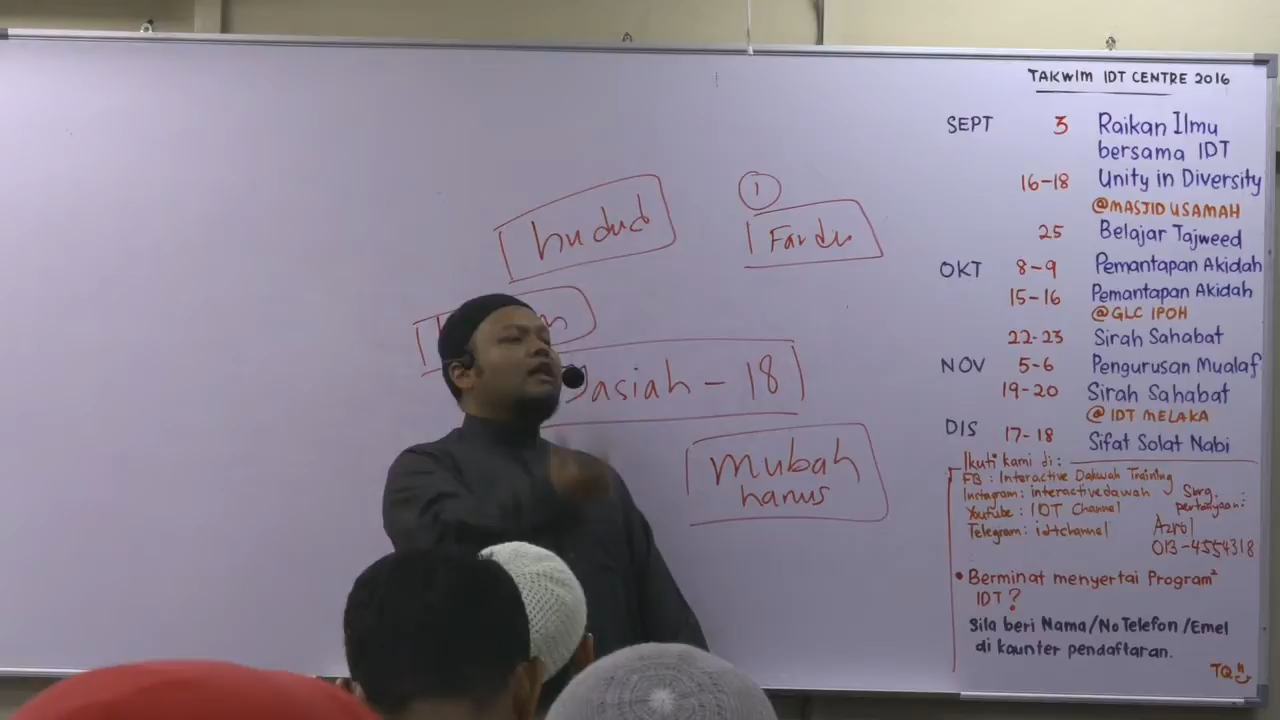 hudud
1
Fardu
asiah - 18
mubah
harus
TAKWIM IDT CENTRE 2016
SEPT 3 Raikan Ilmu
bersama IDT
16-18 Unity in Diversity
@MASJID USAMAH
25 Belajar Tajweed
OKT 8-9 Pemantapan Akidah
15-16 Pemantapan Akidah
@GLC IPOH
22-23 Sirah Sahabat
NOV 5-6 Pengurusan Mualaf
19-20 Sirah Sahabat
@IDT MELAKA
DIS 17-18 Sifat Solat Nabi
Ikuti kami di:
FB: Interactive Dakwah Training
Instagram: interactivedawah
Youtube: IDT Channel
Telegram: idtchannel
Sbrg.
pertanyaan:
Azrol
013-4554318
• Berminat menyertai Program²
IDT?
Sila beri Nama/No Telefon/Emel
di kaunter pendaftaran.
TQ